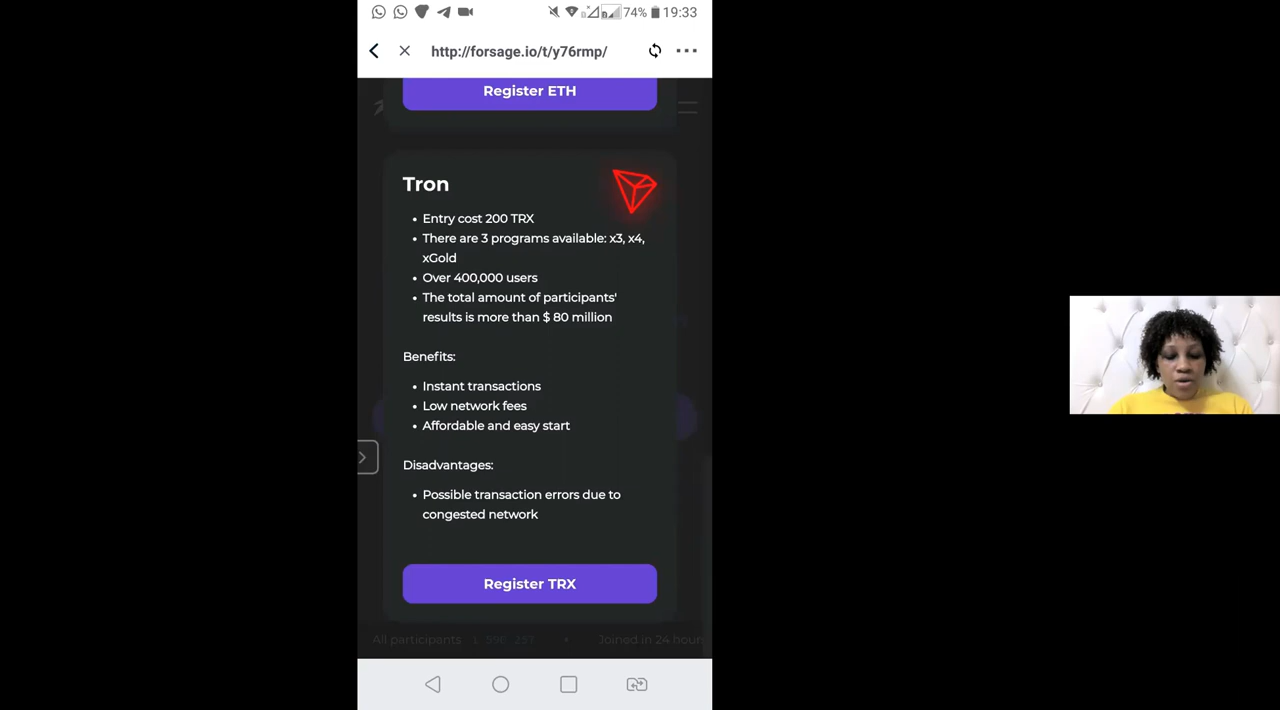 74% 19:33
http://forsage.io/t/y76rmp/
Register ETH
Tron
• Entry cost 200 TRX
• There are 3 programs available: x3, x4,
xGold
• Over 400,000 users
• The total amount of participants'
results is more than $ 80 million
Benefits:
• Instant transactions
• Low network fees
• Affordable and easy start
Disadvantages:
• Possible transaction errors due to
congested network
Register TRX
All participants • Joined in 24 hour